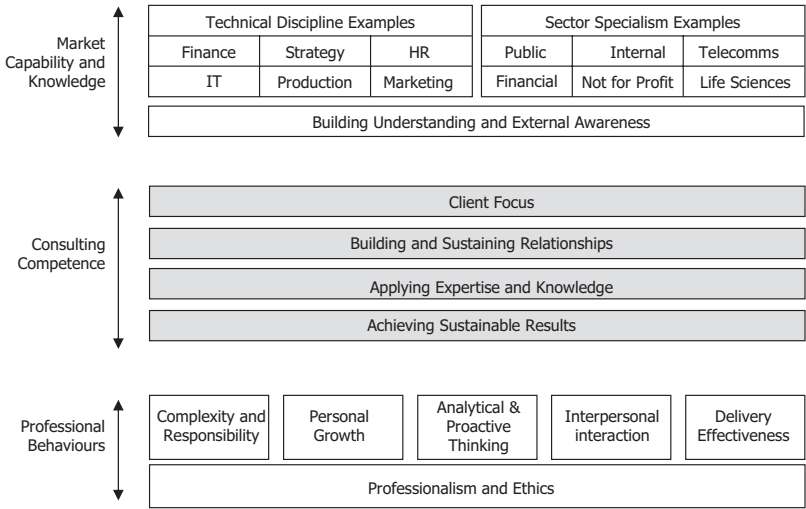 Market
Capability and
Knowledge
Technical Discipline Examples
Finance Strategy HR
IT Production Marketing
Sector Specialism Examples
Public Internal Telecomms
Financial Not for Profit Life Sciences
Building Understanding and External Awareness
Consulting
Competence
Client Focus
Building and Sustaining Relationships
Applying Expertise and Knowledge
Achieving Sustainable Results
Professional
Behaviours
Complexity and
Responsibility
Personal
Growth
Analytical &
Proactive
Thinking
Interpersonal
interaction
Delivery
Effectiveness
Professionalism and Ethics